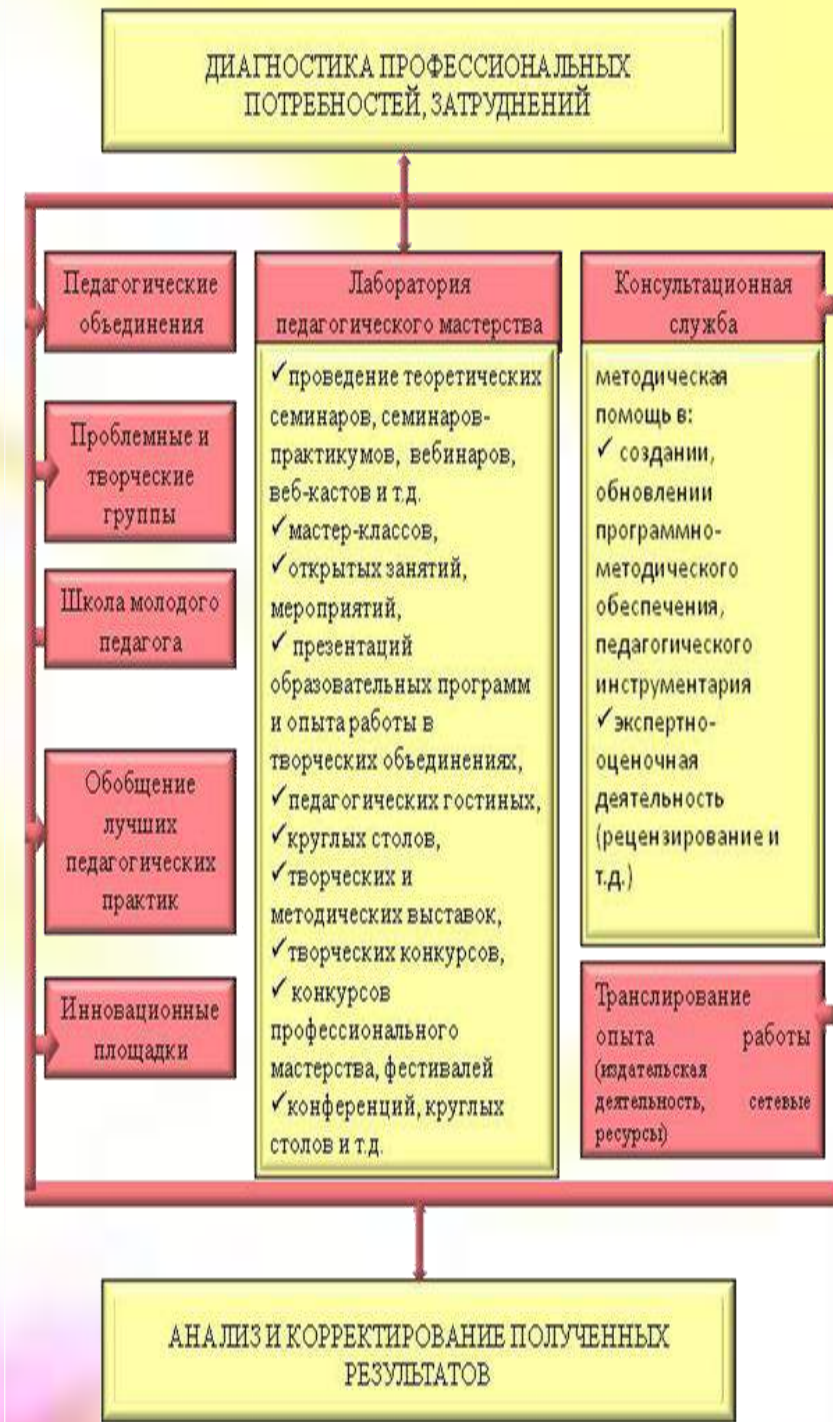 ДИАГНОСТИКА ПРОФЕССИОНАЛЬНЫХ
ПОТРЕБНОСТЕЙ, ЗАТРУДНЕНИЙ
Педагогические
объединения
Проблемные и
творческие
группы
Школа молодого
педагога
Обобщение
лучших
педагогических
практик
Инновационные
площадки
Лаборатория
педагогического мастерства
✓проведение теоретических
семинаров, семинаров-
практикумов, вебинаров,
веб-кастов и т.д.
✓мастер-классов,
✓открытых занятий,
мероприятий,
✓ презентаций
образовательных программ
и опыта работы в
творческих объединениях,
✓педагогических гостиных,
✓круглых столов,
✓творческих и
методических выставок,
✓творческих конкурсов,
✓ конкурсов
профессионального
мастерства, фестивалей
✓конференций, круглых
столов и т.д.
Консультационная
служба
методическая
помощь в:
✓ создании,
обновлении
программно-
методического
обеспечения,
педагогического
инструментария
✓экспертно-
оценочная
деятельность
(рецензирование и
т.д.)
Транслирование
опыта работы
(издательская
деятельность, сетевые
ресурсы)
АНАЛИЗ И КОРРЕКТИРОВАНИЕ ПОЛУЧЕННЫХ
РЕЗУЛЬТАТОВ